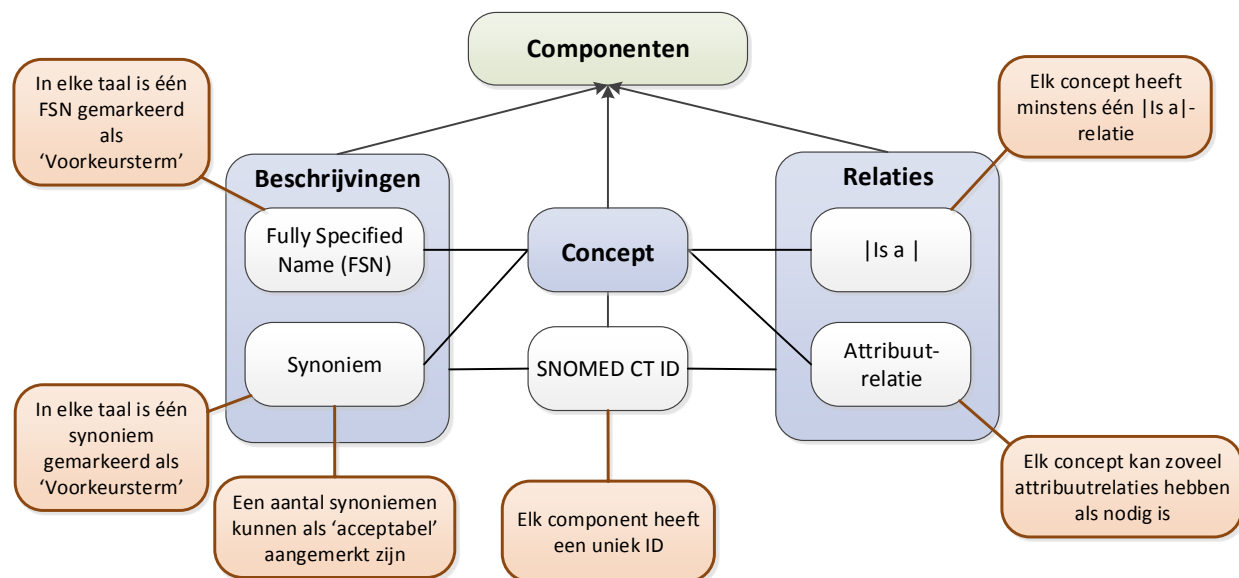 Componenten
In elke taal is één
FSN gemarkeerd
als
‘Voorkeursterm’
Elk concept heeft
minstens één |Is a|-
relatie
Beschrijvingen
Relaties
Fully Specified
Name (FSN)
Concept
|Is a |
Synoniem
SNOMED CT ID
Attribuut-
relatie
In elke taal is één
synoniem
gemarkeerd als
‘Voorkeursterm’
Een aantal synoniemen
kunnen als ‘acceptabel’
aangemerkt zijn
Elk component heeft
een uniek ID
Elk concept kan zoveel
attribuutrelaties hebben
als nodig is